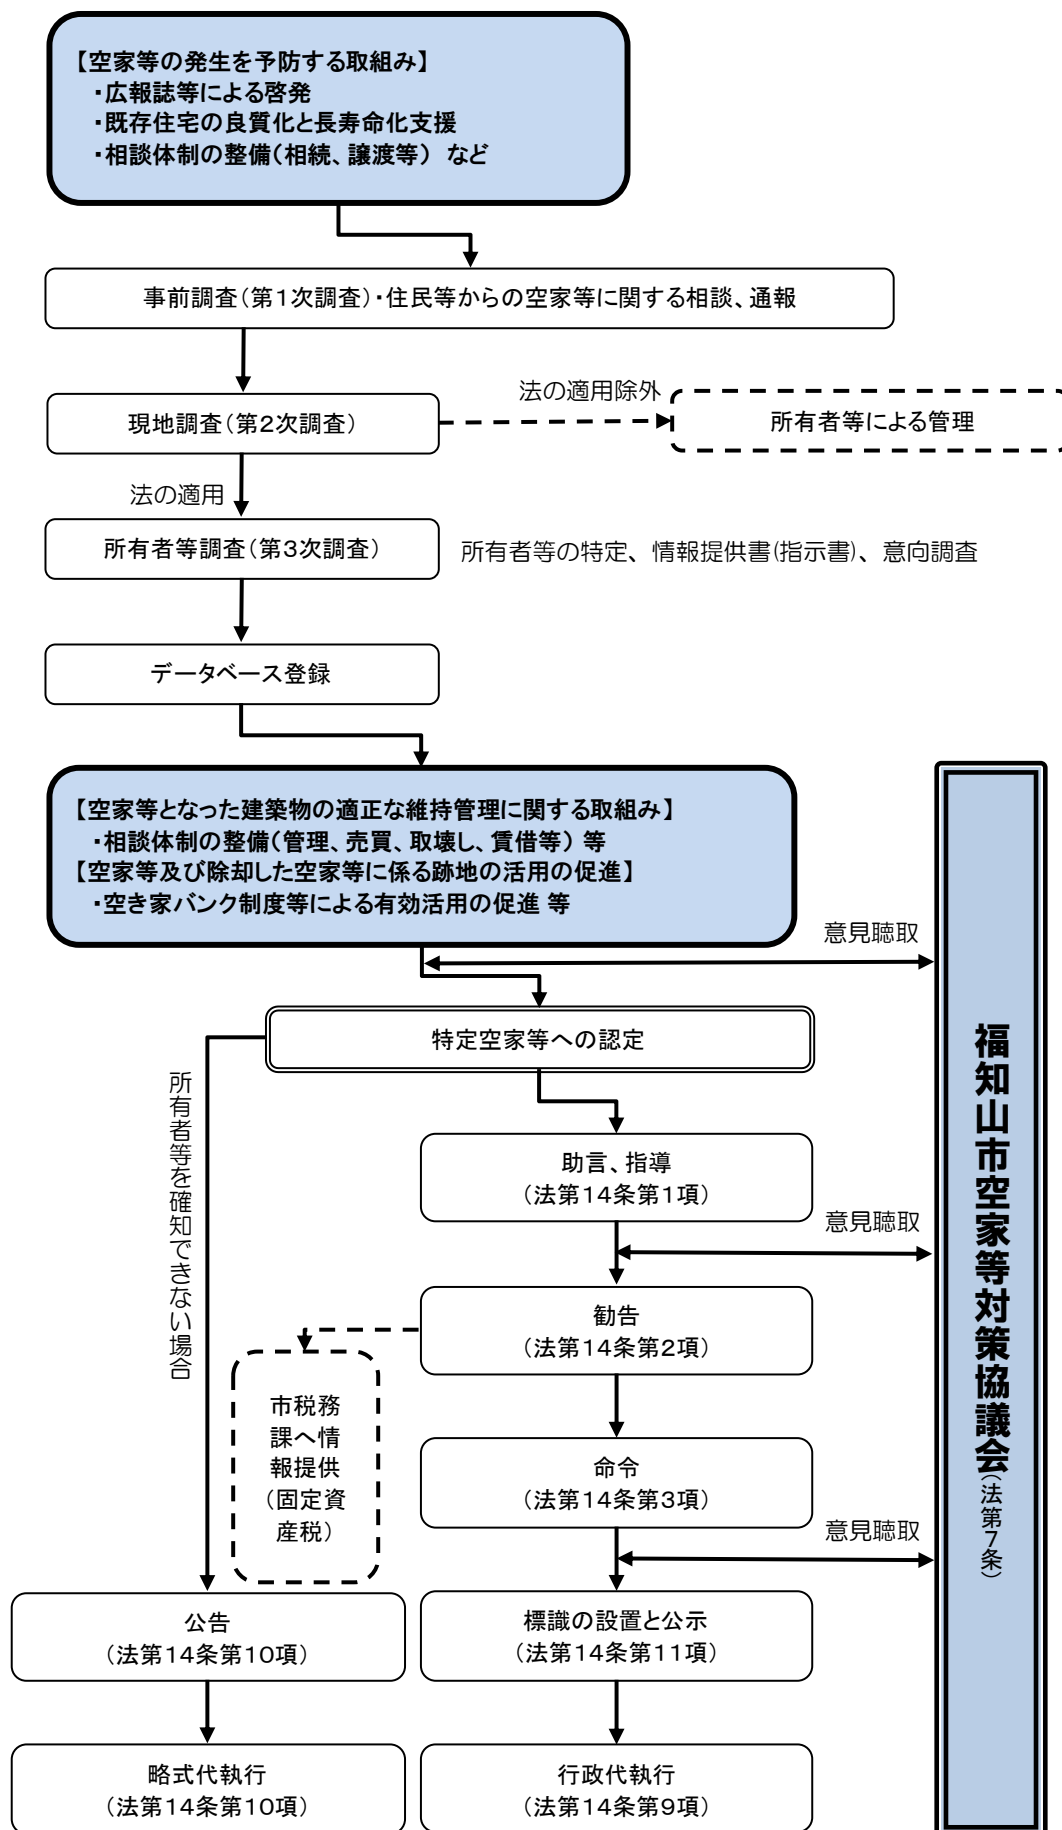 【空家等の発生を予防する取組み】
・広報誌等による啓発
・既存住宅の良質化と長寿命化支援
・相談体制の整備（相続、譲渡等） など
事前調査（第１次調査）・住民等からの空家等に関する相談、通報
現地調査（第２次調査）
法の適用除外
所有者等による管理
法の適用
所有者等調査（第３次調査）
所有者等の特定、情報提供書(指示書)、意向調査
データベース登録
【空家等となった建築物の適正な維持管理に関する取組み】
・相談体制の整備（管理、売買、取壊し、賃借等） 等
【空家等及び除却した空家等に係る跡地の活用の促進】
・空き家バンク制度等による有効活用の促進 等
意見聴取
特定空家等への認定
所有者等を確知できない場合
助言、指導
（法第１４条第１項）
意見聴取
勧告
（法第１４条第２項）
市税務
課へ情
報提供
（固定資
産税）
命令
（法第１４条第３項）
意見聴取
公告
（法第１４条第１０項）
標識の設置と公示
（法第１４条第１１項）
略式代執行
（法第１４条第１０項）
行政代執行
（法第１４条第９項）
福知山市空家等対策協議会（法第７条）